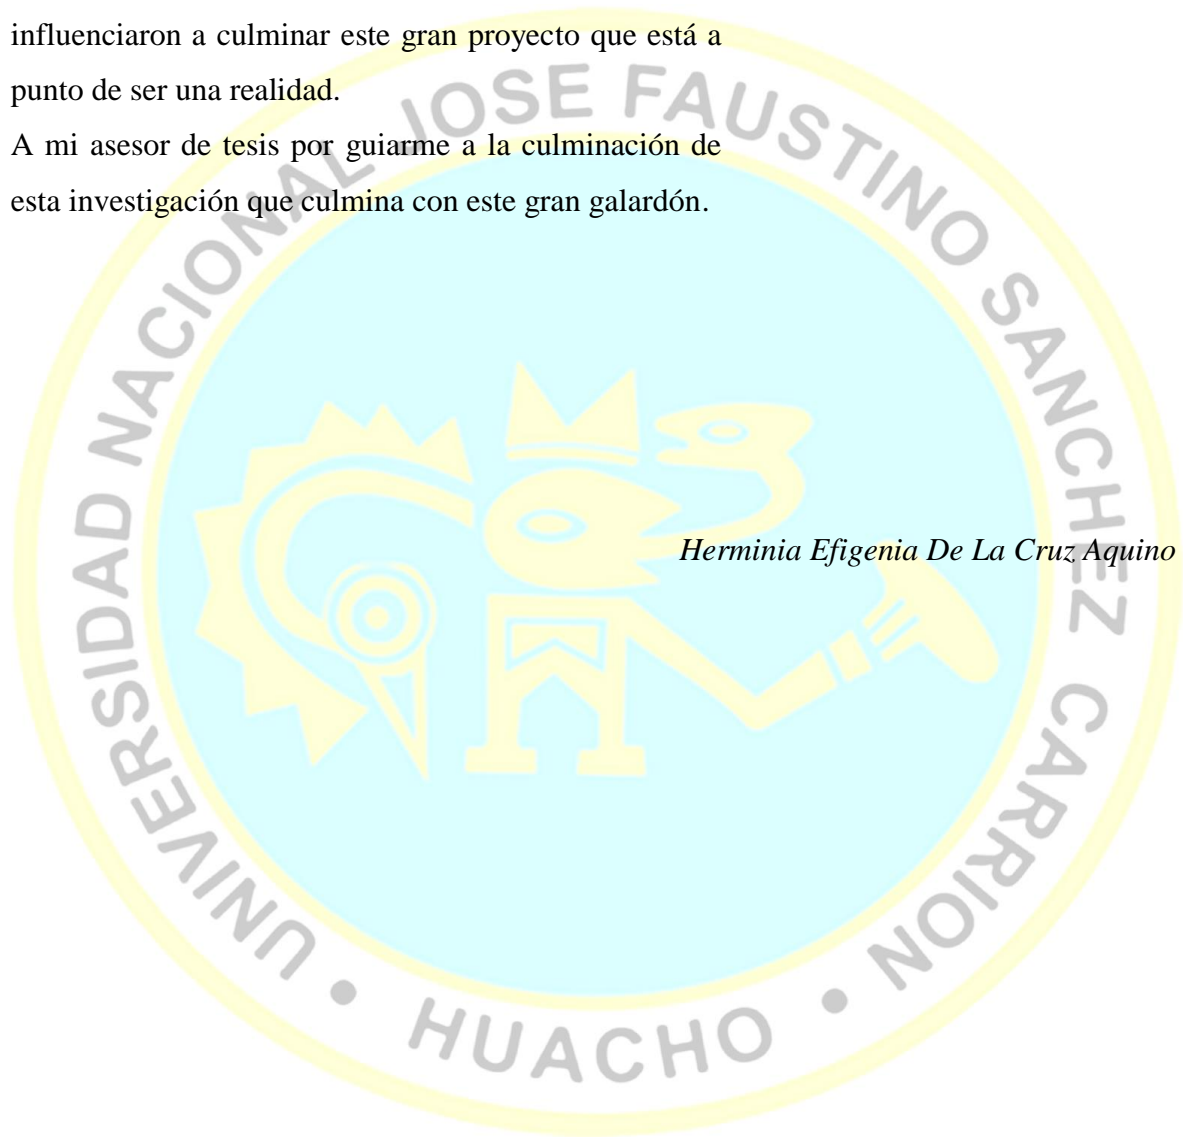 influenciaron a culminar este gran proyecto que está a
punto de ser una realidad.
A mi asesor de tesis por guiarme a la culminación de
esta investigación que culmina con este gran galardón.
Herminia Efigenia De La Cruz Aquino
UNIVERSIDAD NACIONAL JOSE FAUSTINO SANCHEZ CARRION • HUACHO •